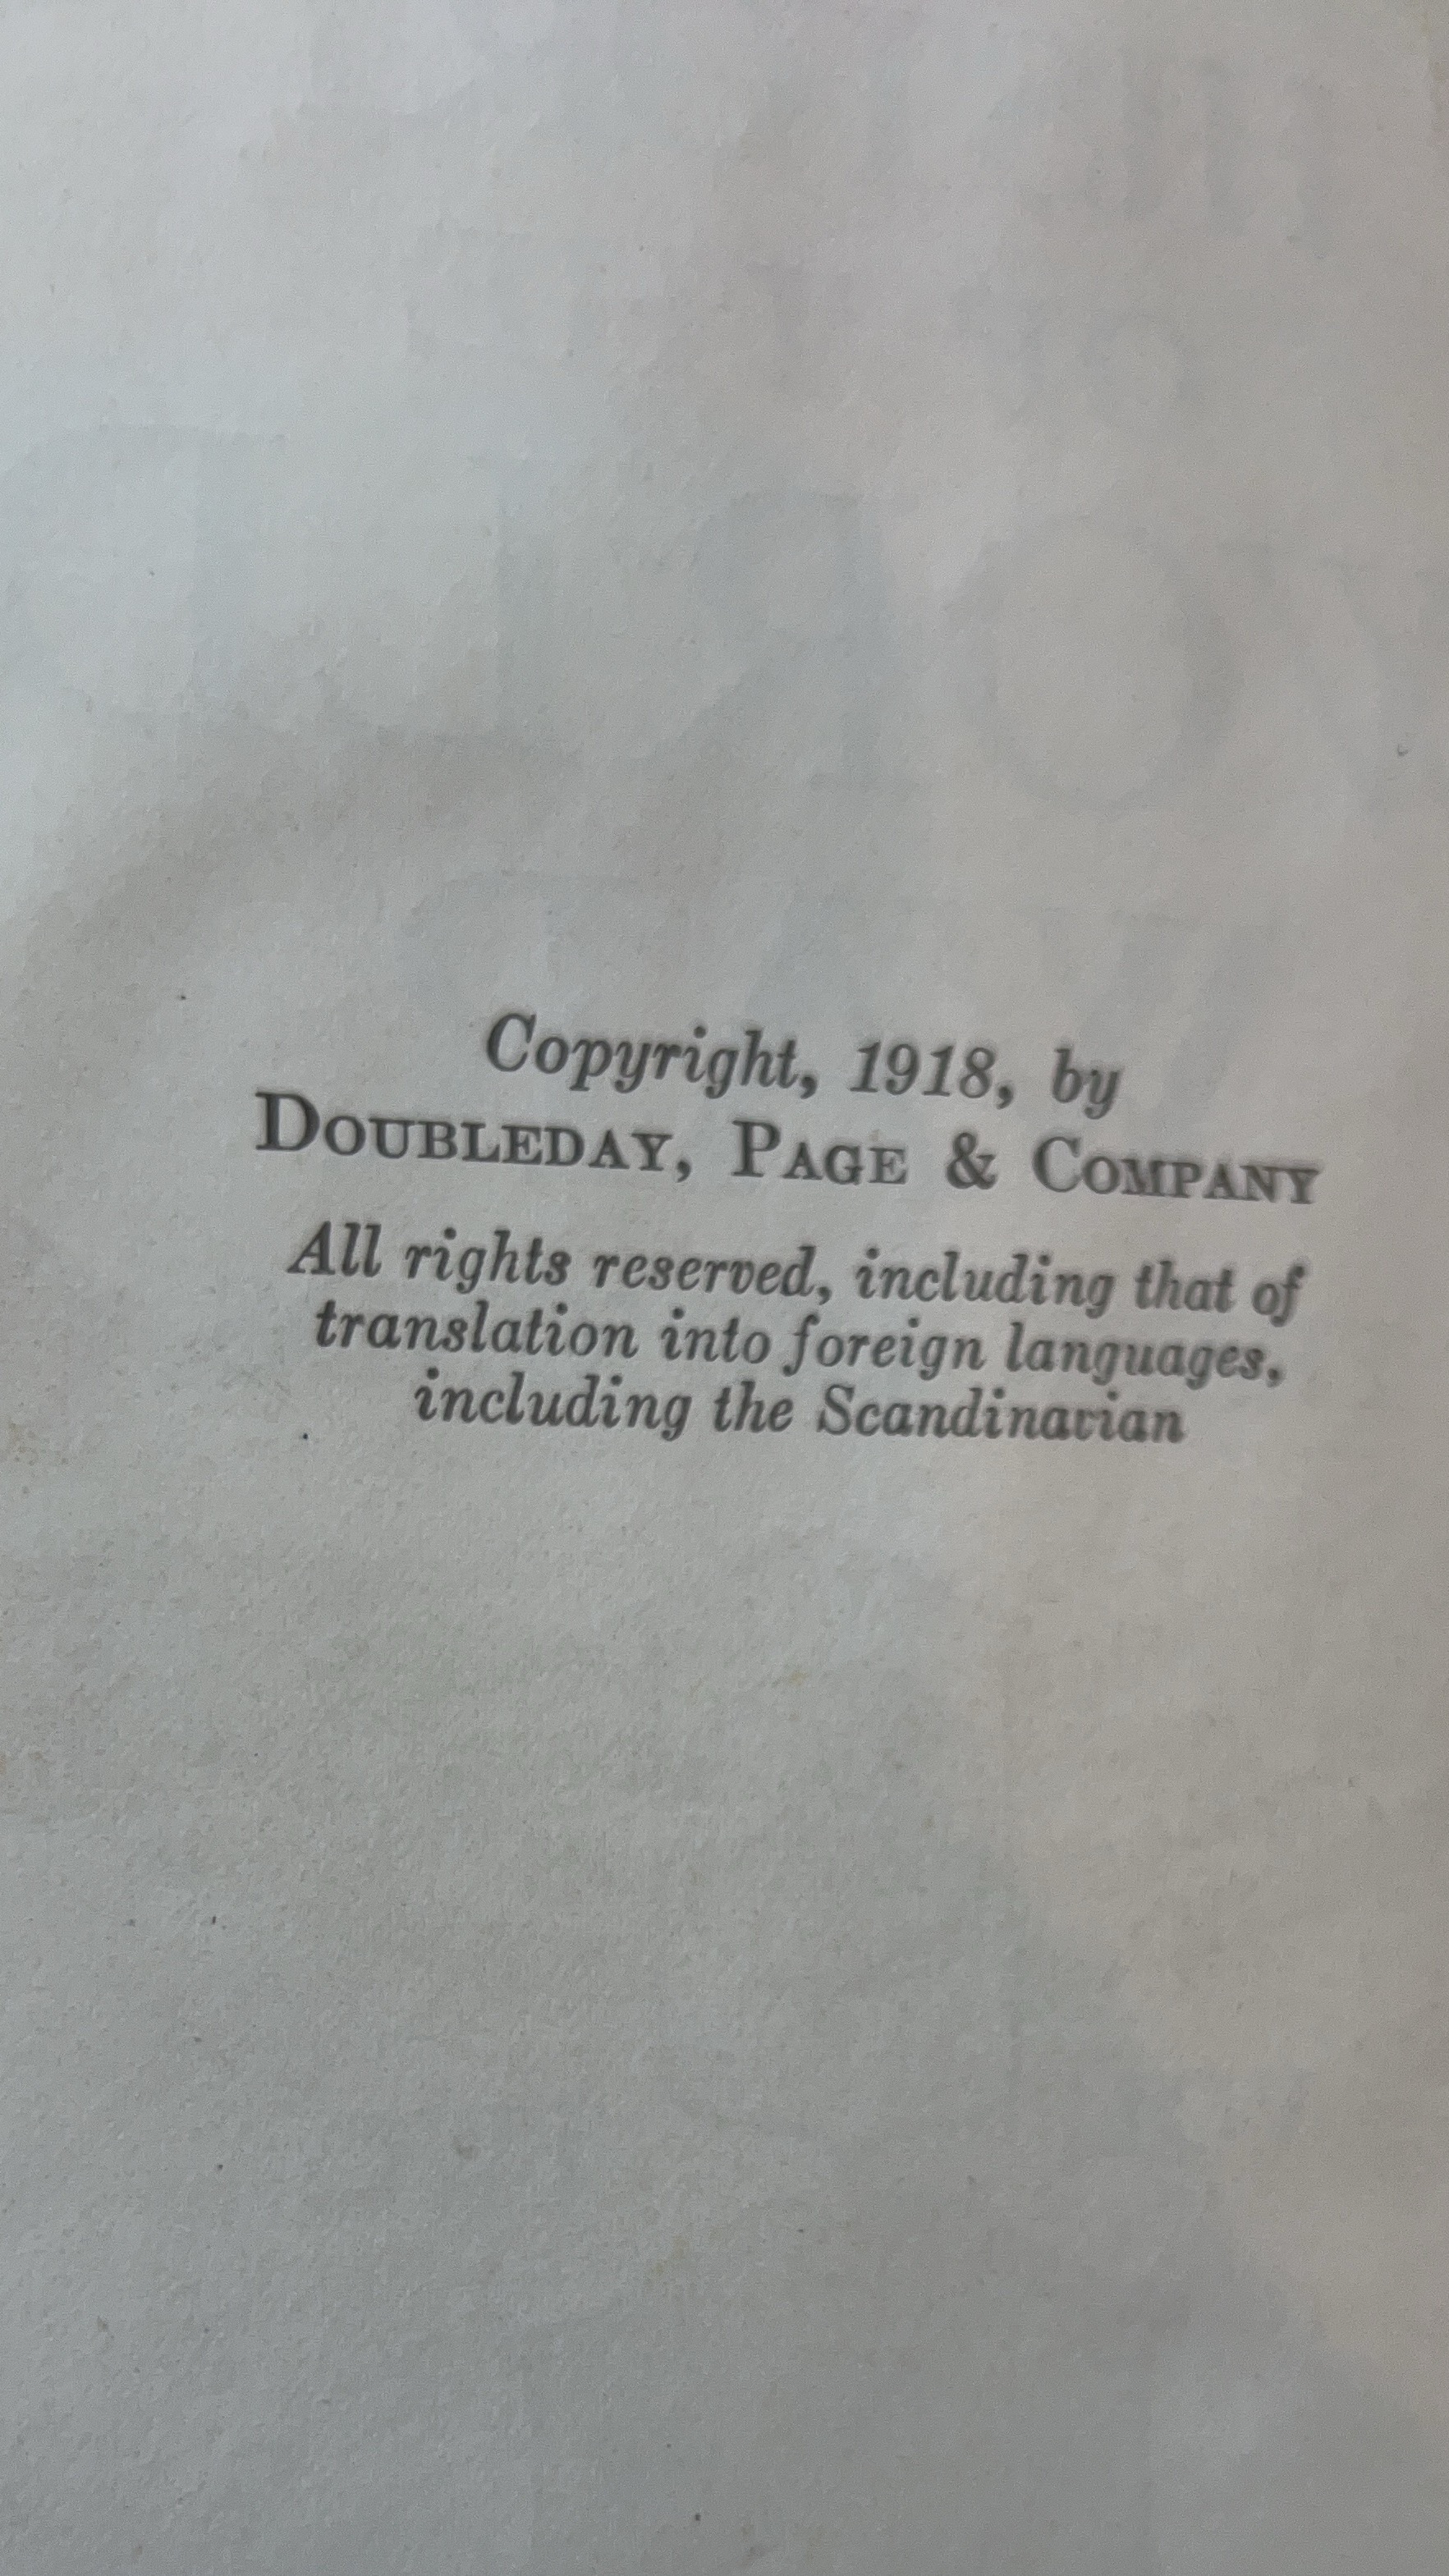 Copyright, 1918, by
DOUBLEDAY, PAGE & COMPANY
All rights reserved, including that of
translation into foreign languages,
including the Scandinavian